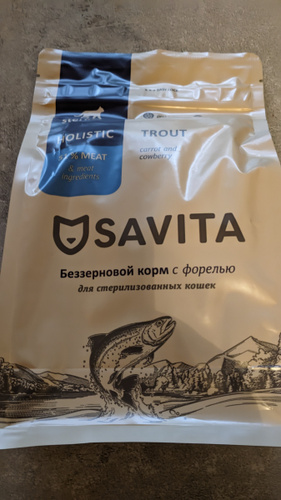 HOLISTIC
% MEAT
& meat
ingredients
TROUT
carrot and
cowberry
SAVITA
Беззерновой корм с форелью
для стерилизованных кошек